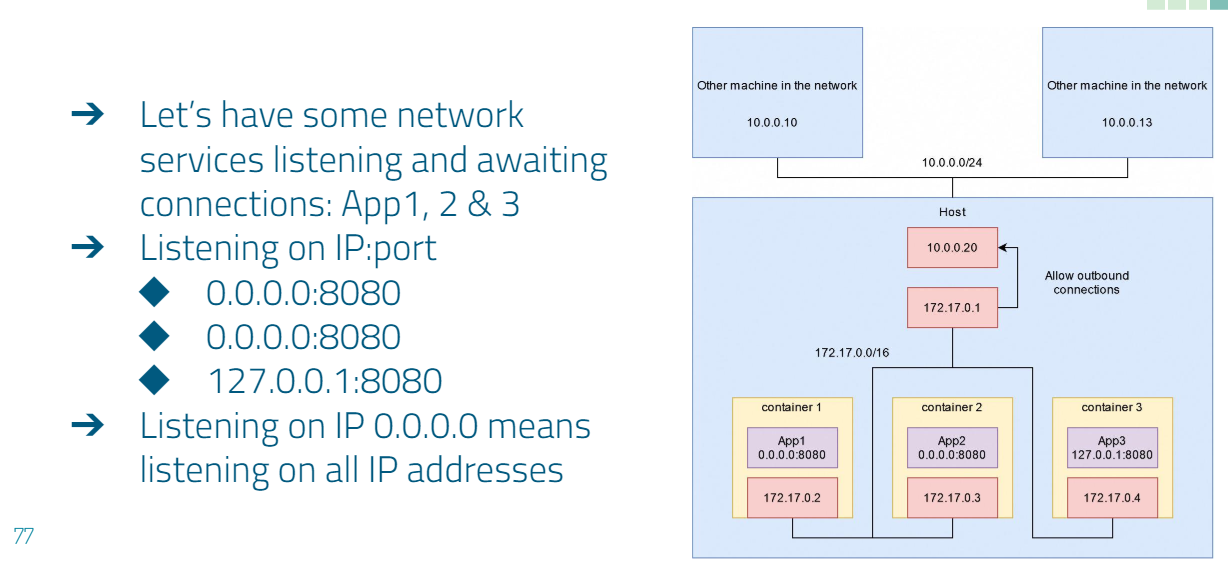 ➔ Let's have some network
services listening and awaiting
connections: App1, 2 & 3
➔ Listening on IP:port
◆ 0.0.0.0:8080
◆ 0.0.0.0:8080
◆ 127.0.0.1:8080
➔ Listening on IP 0.0.0.0 means
listening on all IP addresses
77
Other machine in the network
10.0.0.10
Other machine in the network
10.0.0.13
10.0.0.0/24
Host
10.0.0.20
Allow outbound
connections
172.17.0.1
172.17.0.0/16
container 1
App1
0.0.0.0:8080
172.17.0.2
container 2
App2
0.0.0.0:8080
172.17.0.3
container 3
App3
127.0.0.1:8080
172.17.0.4